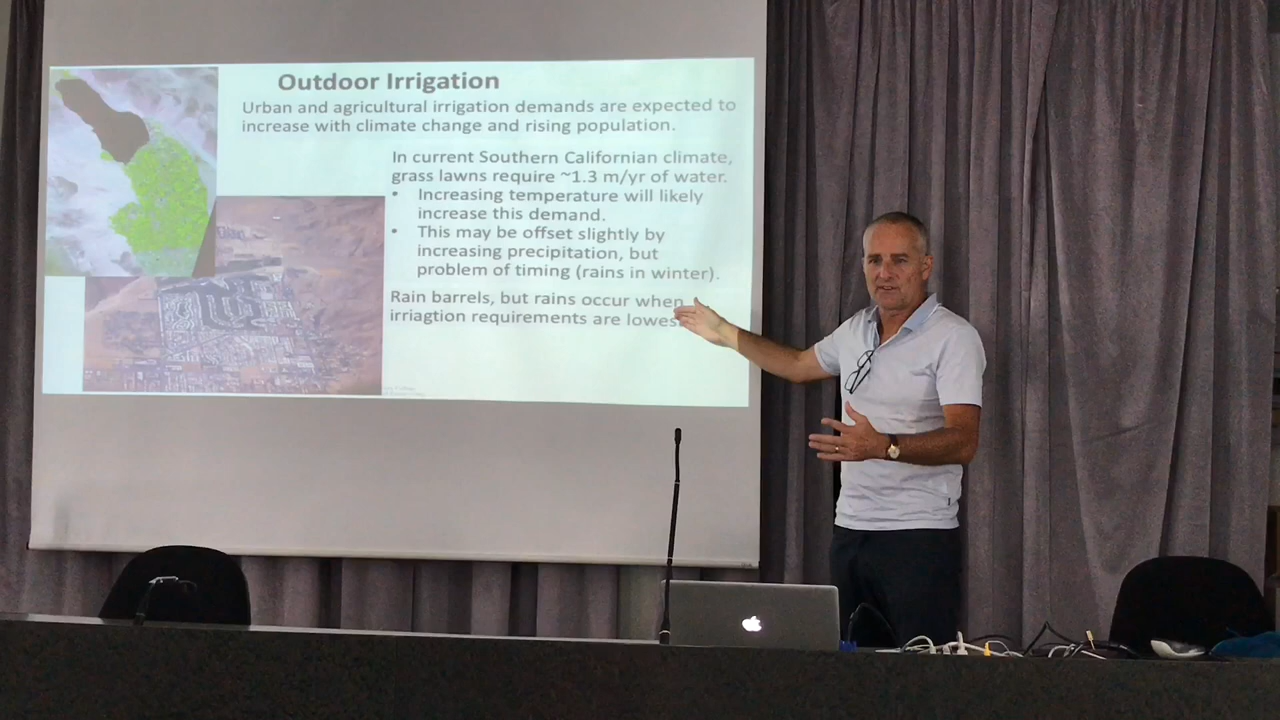 Outdoor Irrigation
Urban and agricultural irrigation demands are expected to
increase with climate change and rising population.
In current Southern Californian climate,
grass lawns require ~1.3 m/yr of water.
• Increasing temperature will likely
increase this demand.
• This may be offset slightly by
increasing precipitation, but
problem of timing (rains in winter).
Rain barrels, but rains occur when
irriagtion requirements are lowes